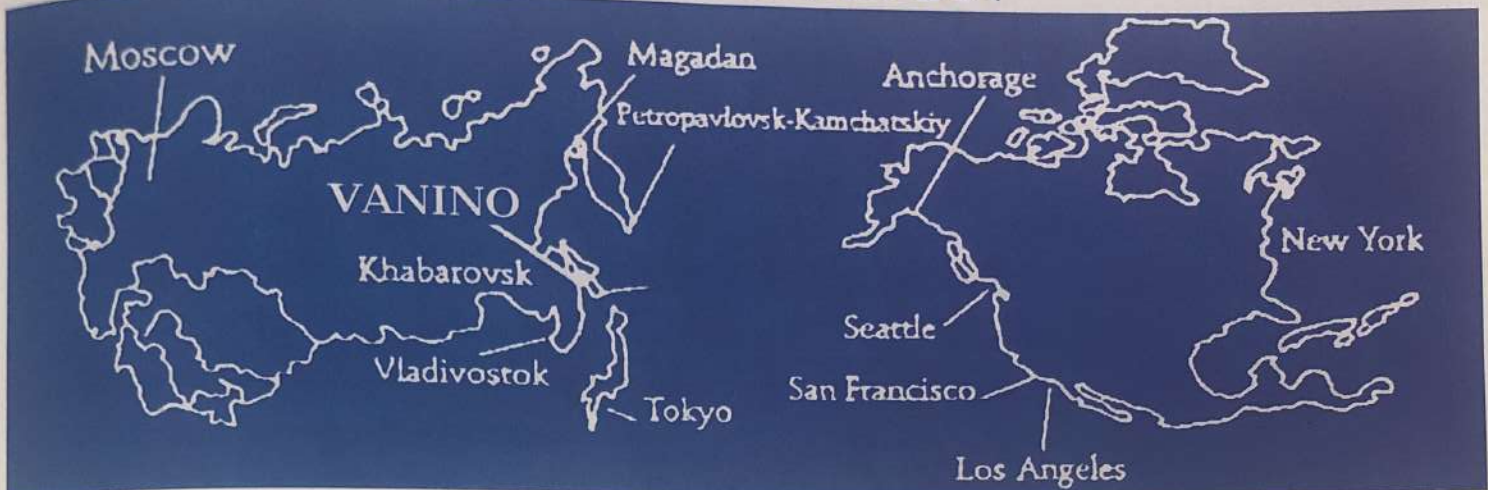 Moscow
Magadan
Anchorage
Petropavlovsk-Kamchatskiy
VANINO
New York
Khabarovsk
Seattle
Vladivostok
San Francisco
Tokyo
Los Angeles